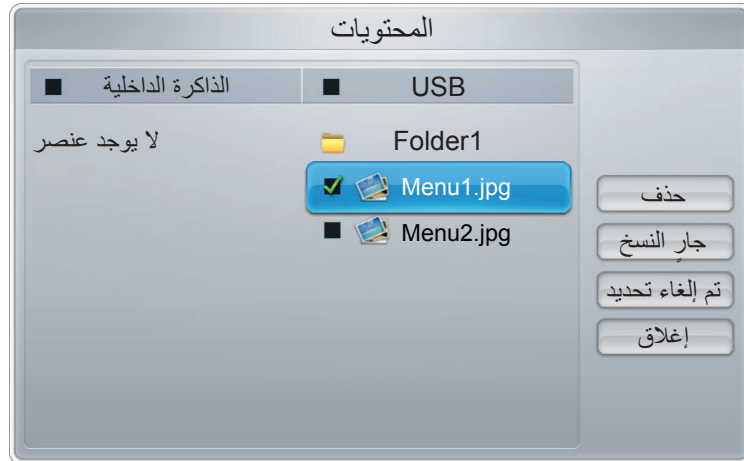 المحتويات
الذاكرة الداخلية
USB
لا يوجد عنصر
Folder1
Menu1.jpg
Menu2.jpg
حذف
جارٍ النسخ
تم إلغاء تحديد
إغلاق